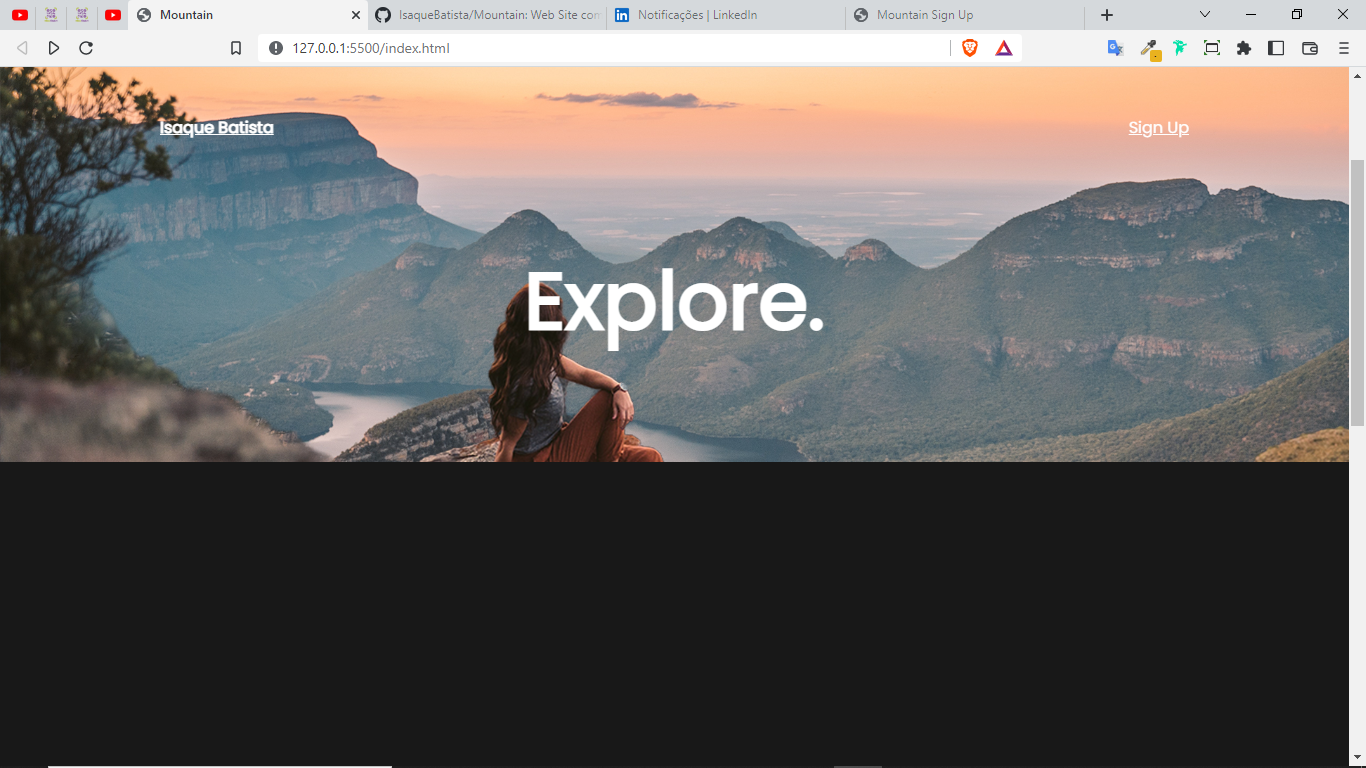 Mountain
IsaqueBatista/Mountain: Web Site con
Notificações | LinkedIn
Mountain Sign Up
127.0.0.1:5500/index.html
Isaque Batista
Sign Up
Explore.